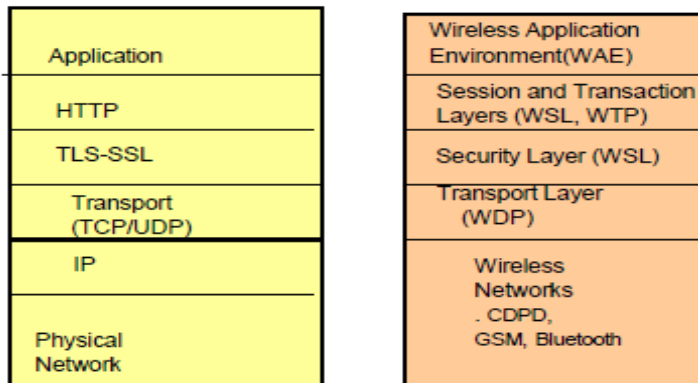 Application
HTTP
TLS-SSL
Transport
(TCP/UDP)
IP
Physical
Network
Wireless Application
Environment(WAE)
Session and Transaction
Layers (WSL, WTP)
Security Layer (WSL)
Transport Layer
(WDP)
Wireless
Networks
. CDPD,
GSM, Bluetooth